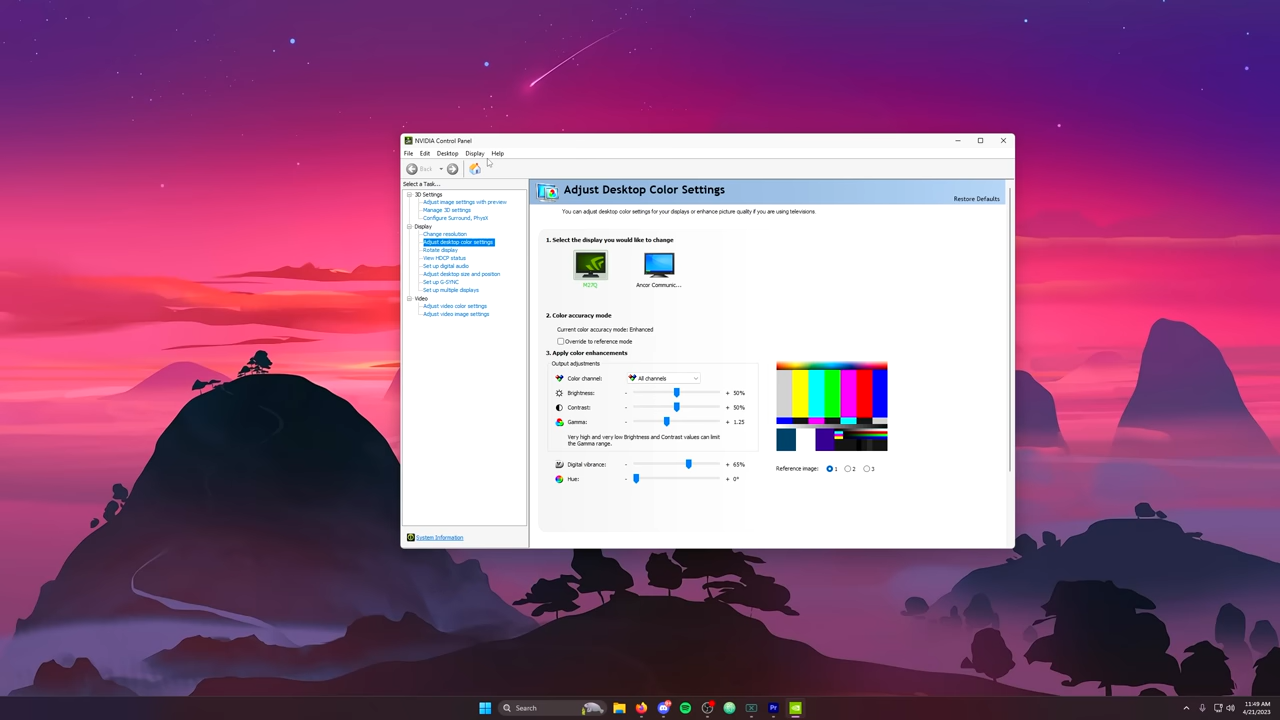 NVIDIA Control Panel
File Edit Desktop Display Help
Back
Select a Task...
3D Settings
Adjust image settings with preview
Manage 3D settings
Configure Surround, PhysX
Display
Change resolution
Adjust desktop color settings
Rotate display
View HDCP status
Set up digital audio
Adjust desktop size and position
Set up G-SYNC
Set up multiple displays
Video
Adjust video color settings
Adjust video image settings
System Information
Adjust Desktop Color Settings
Restore Defaults
You can adjust desktop color settings for your displays or enhance picture quality if you are using televisions.
1. Select the display you would like to change
M27Q
Ancor Communic...
2. Color accuracy mode
Current color accuracy mode: Enhanced
Override to reference mode
3. Apply color enhancements
Output adjustments
Color channel: All channels
Brightness: - + 50%
Contrast: - + 50%
Gamma: - + 1.25
Very high and very low Brightness and Contrast values can limit
the Gamma range.
Digital vibrance: - + 65%
Hue: - + 0°
Reference image: 1 2 3
Search
Pr
11:49 AM
4/21/2023